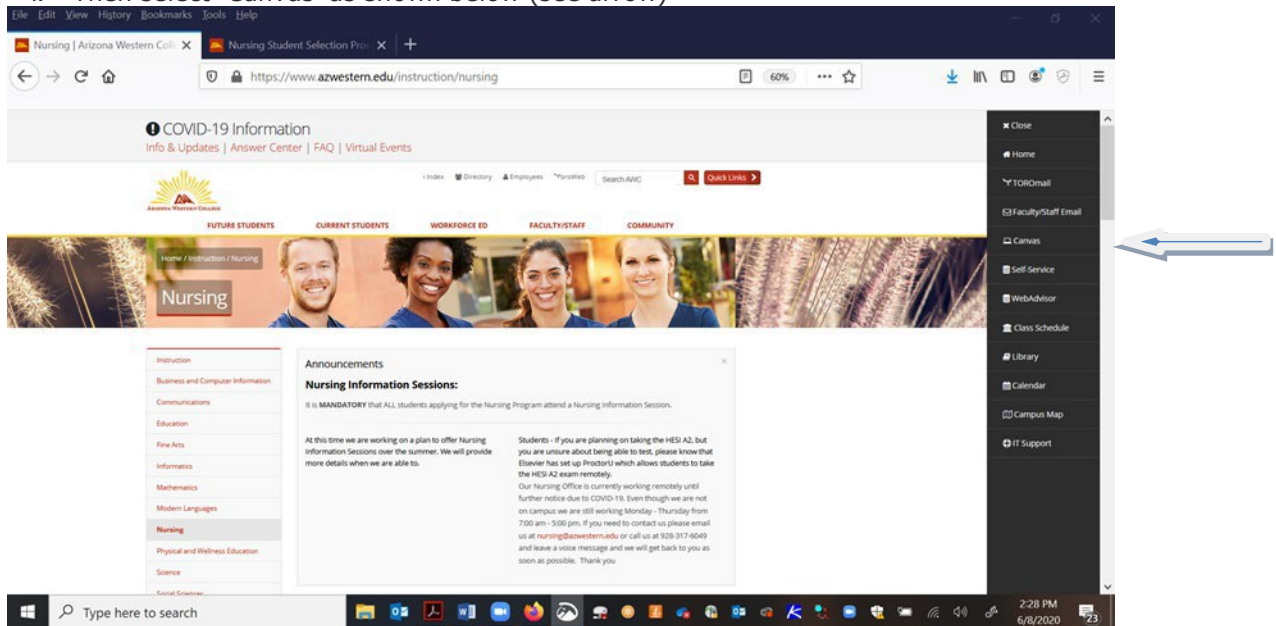 File Edit View History Bookmarks Tools Help
Nursing | Arizona Western Coll
Nursing Student Selection Proc
https://www.azwestern.edu/instruction/nursing
60%
COVID-19 Information
Info & Updates | Answer Center | FAQ | Virtual Events
Index Directory Employees ToroWeb Search AWC Quick Links
ARIZONA WESTERN COLLEGE
FUTURE STUDENTS CURRENT STUDENTS WORKFORCE ED FACULTY/STAFF COMMUNITY
Home / Instruction / Nursing
Nursing
Instruction
Business and Computer Information
Communications
Education
Fine Arts
Informatics
Mathematics
Modern Languages
Nursing
Physical and Wellness Education
Science
Social Sciences
Announcements
Nursing Information Sessions:
It is MANDATORY that ALL students applying for the Nursing Program attend a Nursing Information Session.
At this time we are working on a plan to offer Nursing
Information Sessions over the summer. We will provide
more details when we are able to.
Students - If you are planning on taking the HESI A2, but
you are unsure about being able to test, please know that
Elsevier has set up ProctorU which allows students to take
the HESI A2 exam remotely.
Our Nursing Office is currently working remotely until
further notice due to COVID-19. Even though we are not
on campus we are still working Monday - Thursday from
7:00 am - 5:00 pm. If you need to contact us please email
us at nursing@azwestern.edu or call us at 928-317-6049
and leave a voice message and we will get back to you as
soon as possible. Thank you
Close
Home
TOROmail
Faculty/Staff Email
Canvas
Self-Service
WebAdvisor
Class Schedule
Library
Calendar
Campus Map
IT Support
Type here to search
2:28 PM
6/8/2020
23